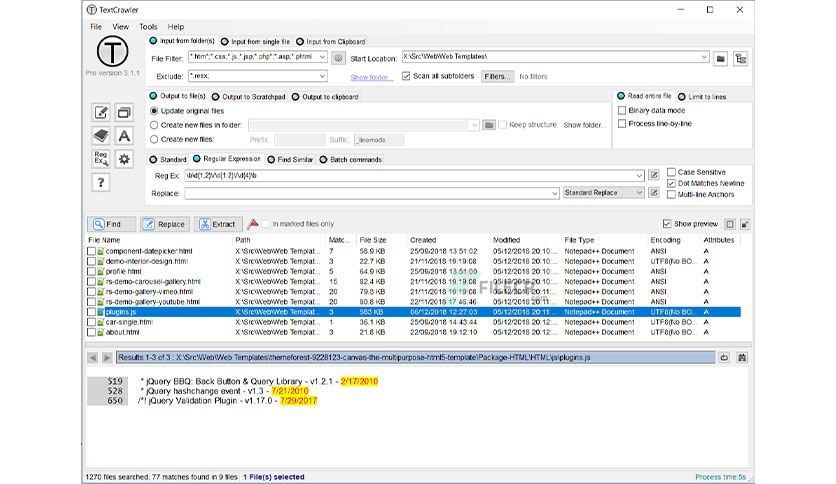 TextCrawler
File View Tools Help
Input from folder(s) Input from single file Input from Clipboard
File Filter: *.htm*;*.css;*.js,*.jsp;*.php*;*.asp;*.phtml Start Location: X:\Src\Web\Web Templates\
Pro version 3.1.1
Exclude: *.resx; Show folder... Scan all subfolders Filters... No filters
Output to file(s) Output to Scratchpad Output to clipboard Read entire file Limit to lines
Update original files Binary data mode
Create new files in folder: Keep structure Show folder... Process line-by-line
Create new files: Prefix: Suffix: _linemode
Standard Regular Expression Find Similar Batch commands
Reg Ex Reg Ex \b\d{1,2}\/\d{1,2}\/\d{4}\b Case Sensitive
Dot Matches Newline
Replace: Standard Replace Multi-line Anchors
Find Replace Extract In marked files only Show preview
File Name Path Matc... File Size Created Modified File Type Encoding Attributes
component-datepicker.html X:\Src\Web\Web Templat... 7 58.9 KB 25/09/2018 13:51:02 05/12/2018 20:10:... Notepad++ Document ANSI A
demo-interior-design.html X:\Src\Web\Web Templat... 3 22.7 KB 21/11/2018 19:19:08 05/12/2018 20:10:... Notepad++ Document UTF8(No BO... A
profile.html X:\Src\Web\Web Templat... 5 64.9 KB 25/09/2018 13:51:00 05/12/2018 20:11:... Notepad++ Document ANSI A
rs-demo-carousel-gallery.html X:\Src\Web\Web Templat... 15 82.4 KB 21/11/2018 19:19:08 05/12/2018 20:11:... Notepad++ Document ANSI A
rs-demo-gallery-vimeo.html X:\Src\Web\Web Templat... 20 79.3 KB 21/11/2018 19:19:08 05/12/2018 20:11:... Notepad++ Document ANSI A
rs-demo-gallery-youtube.html X:\Src\Web\Web Templat... 20 80.8 KB 22/11/2018 17:46:46 05/12/2018 20:11:... Notepad++ Document ANSI A
plugins.js X:\Src\Web\Web Templat... 3 583 KB 06/12/2018 12:27:03 05/12/2018 20:11:... Notepad++ Document UTF8(No BO... A
car-single.html X:\Src\Web\Web Templat... 1 36.1 KB 22/09/2018 14:43:44 05/12/2018 20:10:... Notepad++ Document UTF8(No BO... A
about.html X:\Src\Web\Web Templat... 3 21.8 KB 22/09/2018 19:12:10 05/12/2018 20:10:... Notepad++ Document ANSI A
Results 1-3 of 3 : X:\Src\Web\Web Templates\themeforest-9228123-canvas-the-multipurpose-html5-template\Package-HTML\HTML\js\plugins.js
519 * jQuery BBQ: Back Button & Query Library - v1.2.1 - 2/17/2010
528 * jQuery hashchange event - v1.3 - 7/21/2010
650 /*! jQuery Validation Plugin - v1.17.0 - 7/29/2017
1270 files searched, 77 matches found in 9 files 1 File(s) selected Process time:5s